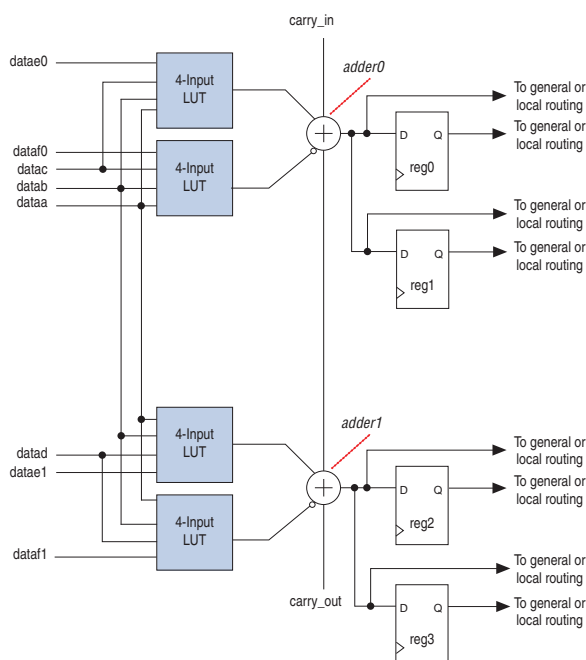 carry_in
adder0
datae0
4-Input
LUT
To general or
local routing
D Q
To general or
local routing
reg0
dataf0
datac
datab
dataa
4-Input
LUT
To general or
local routing
D Q
To general or
local routing
reg1
adder1
4-Input
LUT
datad
datae1
To general or
local routing
D Q
To general or
local routing
reg2
4-Input
LUT
dataf1
To general or
local routing
carry_out
D Q
To general or
local routing
reg3